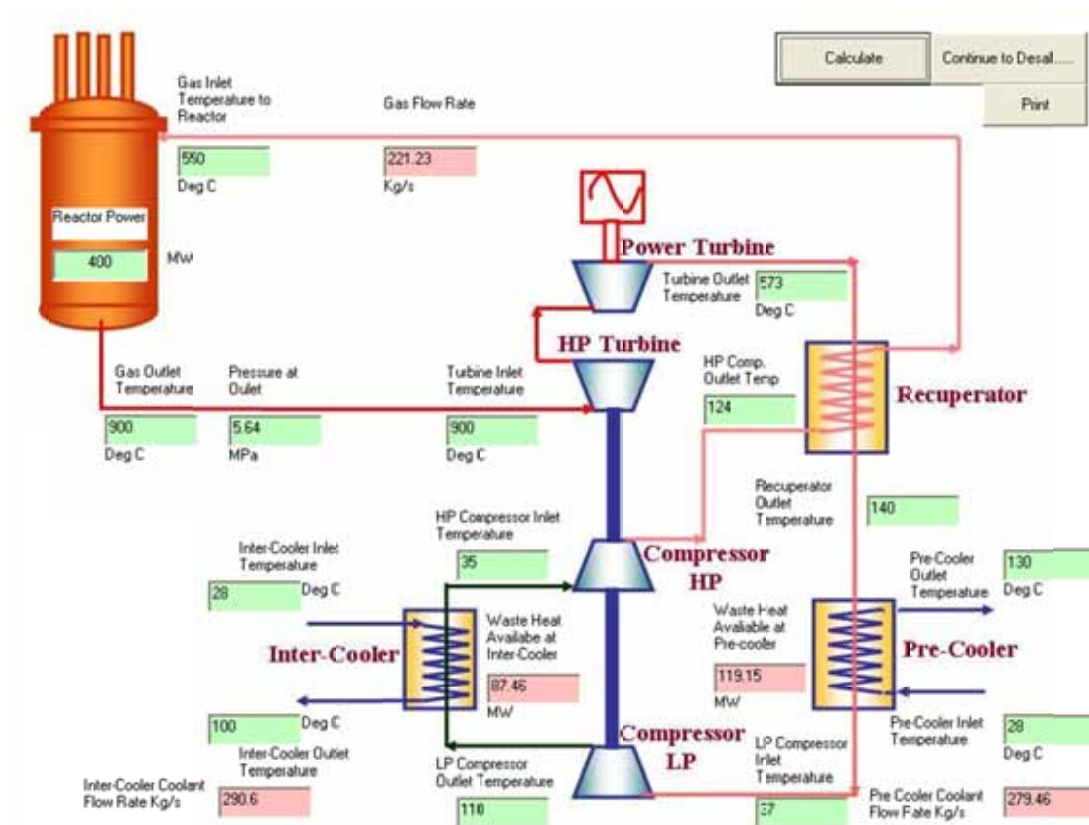 Calculate
Continue to Desal.....
Print
Gas Inlet
Temperature to
Reactor
550
Deg C
Gas Flow Rate
221.23
Kg/s
Reactor Power
400
MW
Power Turbine
Turbine Outlet
Temperature
573
Deg C
HP Turbine
Gas Outlet
Temperature
900
Deg C
Pressure at
Oulet
5.64
MPa
Turbine Inlet
Temperature
900
Deg C
HP Comp.
Outlet Temp
124
Recuperator
Recuperator
Outlet
Temperature
140
HP Compressor Inlet
Temperature
35
Compressor
HP
Inter-Cooler Inlet
Temperature
28
Deg C
Inter-Cooler
Waste Heat
Availabe at
Inter-Cooler
87.46
MW
Waste Heat
Avaliable at
Pre-cooler
119.15
MW
Pre-Cooler
Outlet
Temperature
130
Deg C
Pre-Cooler
100
Deg C
Inter-Cooler Outlet
Temperature
Inter-Cooler Coolant
Flow Rate Kg/s
290.6
Compressor
LP
LP Compressor
Outlet Temperature
110
LP Compressor
Inlet
Temperature
37
Pre-Cooler Inlet
Temperature
28
Deg C
Pre Cooler Coolant
Flow Rate Kg/s
279.46